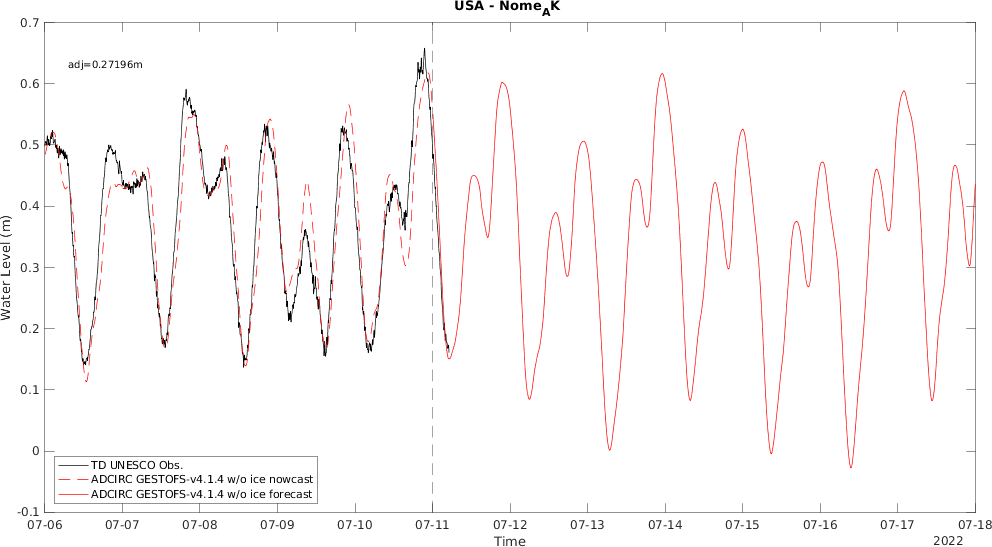 USA - Nome_AK
adj=0.27196m
Water Level (m)
0.7
0.6
0.5
0.4
0.3
0.2
0.1
0
-0.1
TD UNESCO Obs.
ADCIRC GESTOFS-v4.1.4 w/o ice nowcast
ADCIRC GESTOFS-v4.1.4 w/o ice forecast
07-06 07-07 07-08 07-09 07-10 07-11 07-12 07-13 07-14 07-15 07-16 07-17 07-18
Time
2022